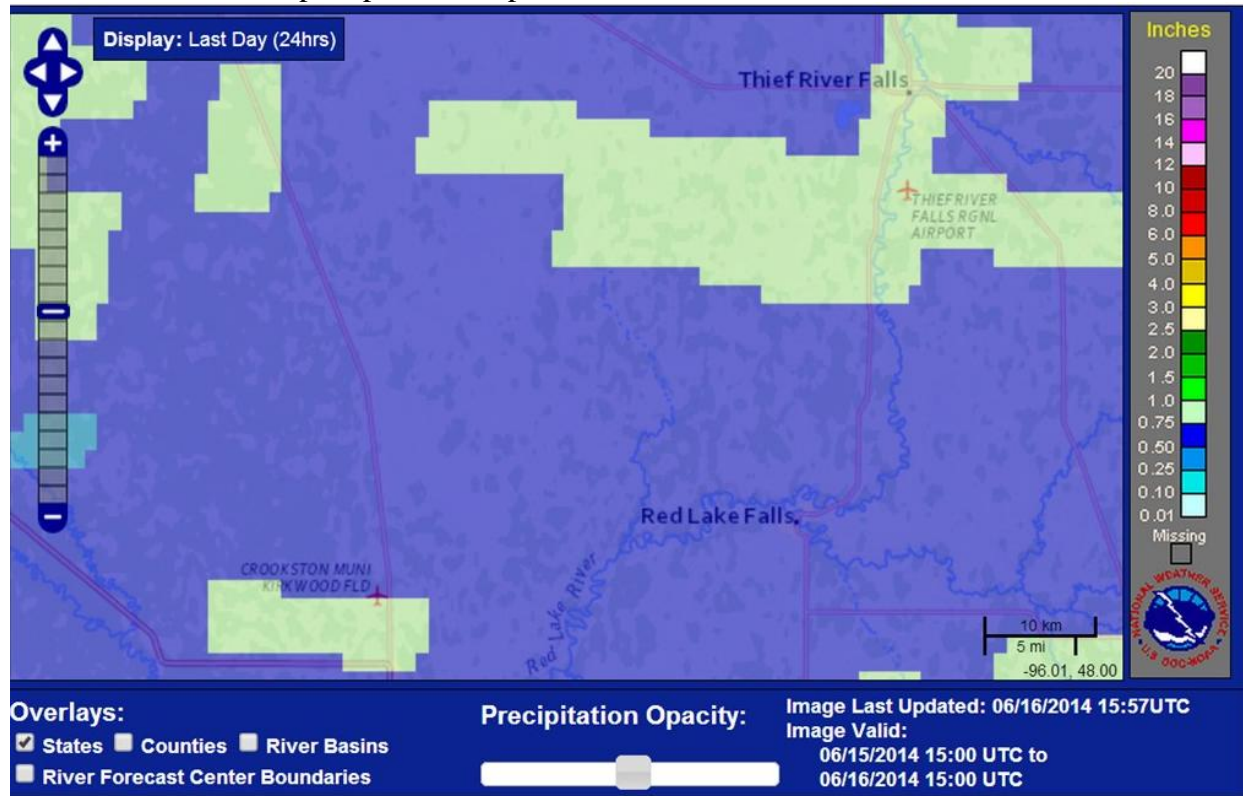 Display: Last Day (24hrs)
Thief River Falls
THIEF RIVER
FALLS RGNL
AIRPORT
Red Lake Falls
CROOKSTON MUNI
KIRKWOOD FLD
Red Lake River
10 km
5 mi
-96.01, 48.00
Inches
20
18
16
14
12
10
8.0
6.0
5.0
4.0
3.0
2.5
2.0
1.5
1.0
0.75
0.50
0.25
0.10
0.01
Missing
NATIONAL WEATHER SERVICE
U.S. DOC-NOAA
Overlays:
States Counties River Basins
River Forecast Center Boundaries
Precipitation Opacity:
Image Last Updated: 06/16/2014 15:57UTC
Image Valid:
06/15/2014 15:00 UTC to
06/16/2014 15:00 UTC